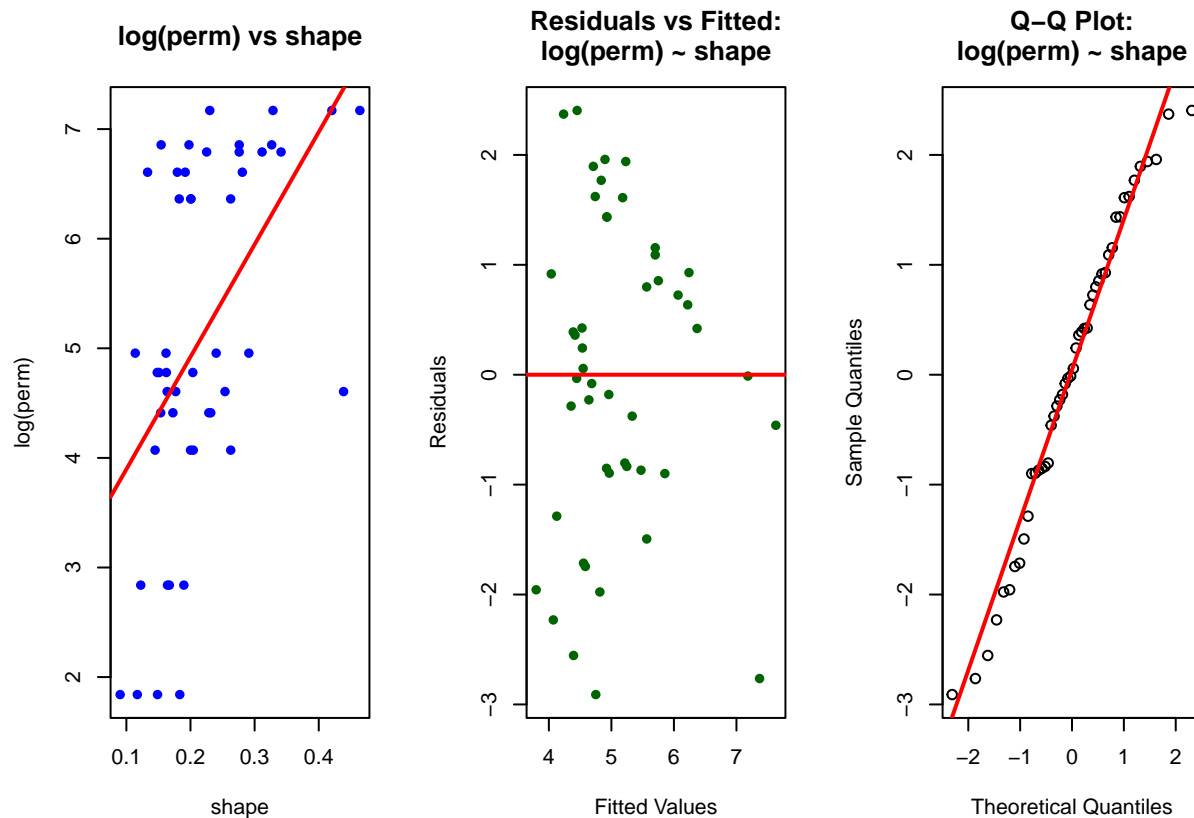 log(perm) vs shape
7
6
5
4
3
2
log(perm)
0.1 0.2 0.3 0.4
shape
Residuals vs Fitted:
log(perm) ~ shape
2
1
0
−1
−2
−3
Residuals
4 5 6 7
Fitted Values
Q−Q Plot:
log(perm) ~ shape
2
1
0
−1
−2
−3
Sample Quantiles
−2 −1 0 1 2
Theoretical Quantiles